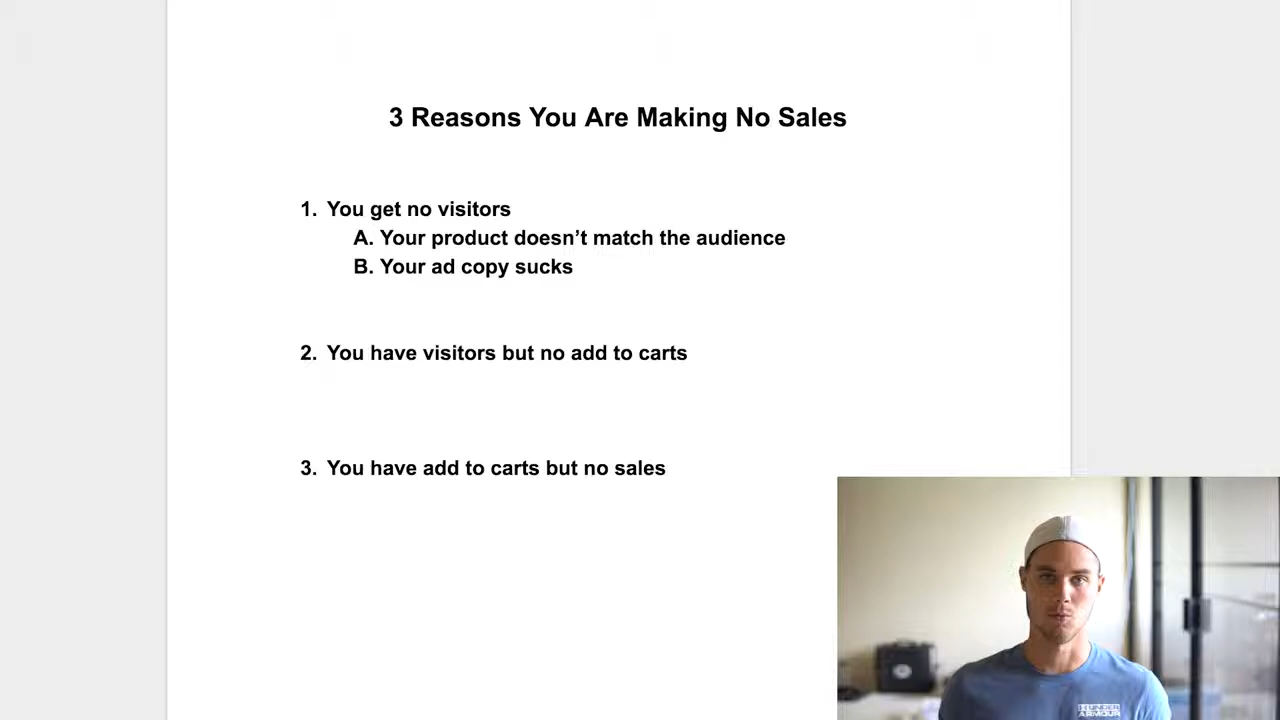 3 Reasons You Are Making No Sales
1. You get no visitors
A. Your product doesn’t match the audience
B. Your ad copy sucks
2. You have visitors but no add to carts
3. You have add to carts but no sales
UNDER
ARMOUR